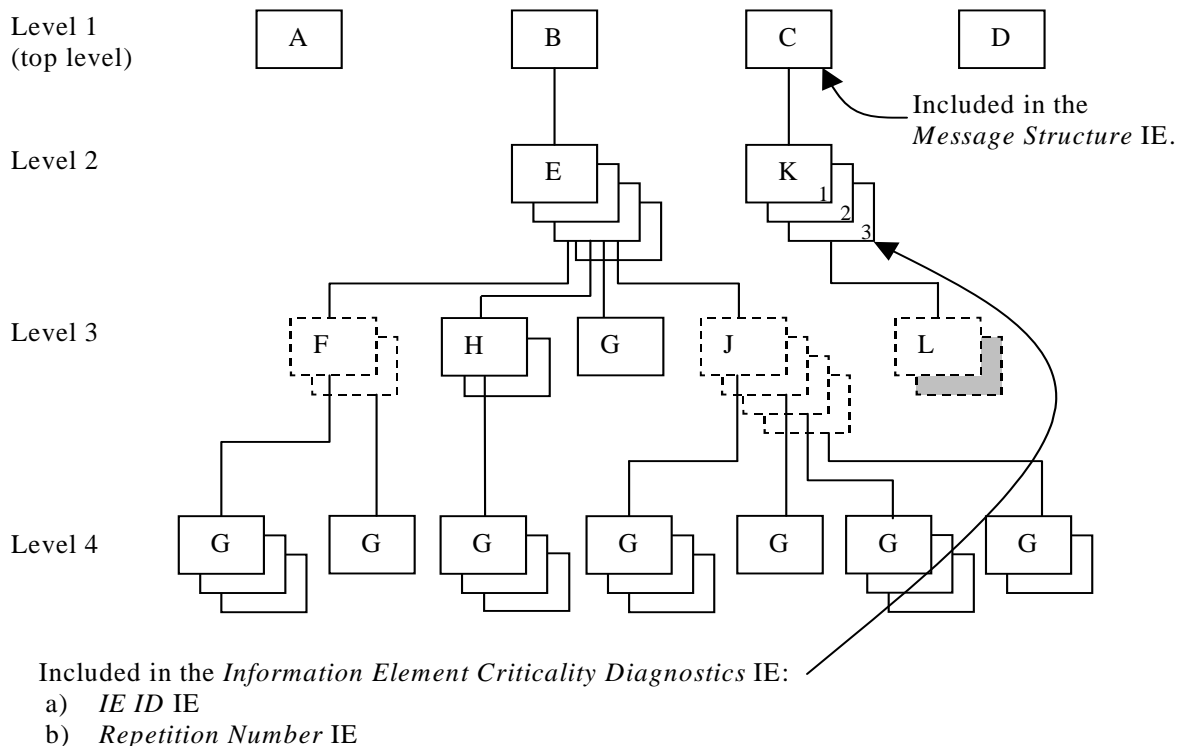 Level 1
(top level)
A B C D
Included in the
Message Structure IE.
Level 2
E K
1
2
3
Level 3
F H G J L
Level 4
G G G G G G G
Included in the Information Element Criticality Diagnostics IE:
a) IE ID IE
b) Repetition Number IE